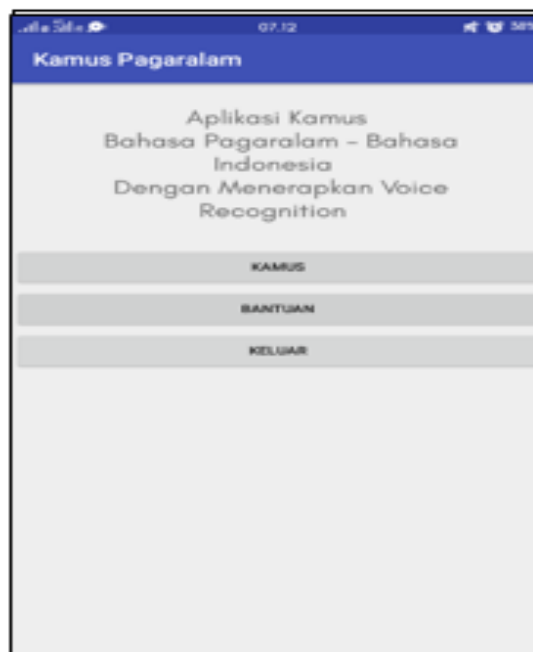 07.12
Kamus Pagaralam
Aplikasi Kamus
Bahasa Pagaralam - Bahasa
Indonesia
Dengan Menerapkan Voice
Recognition
KAMUS
BANTUAN
KELUAR